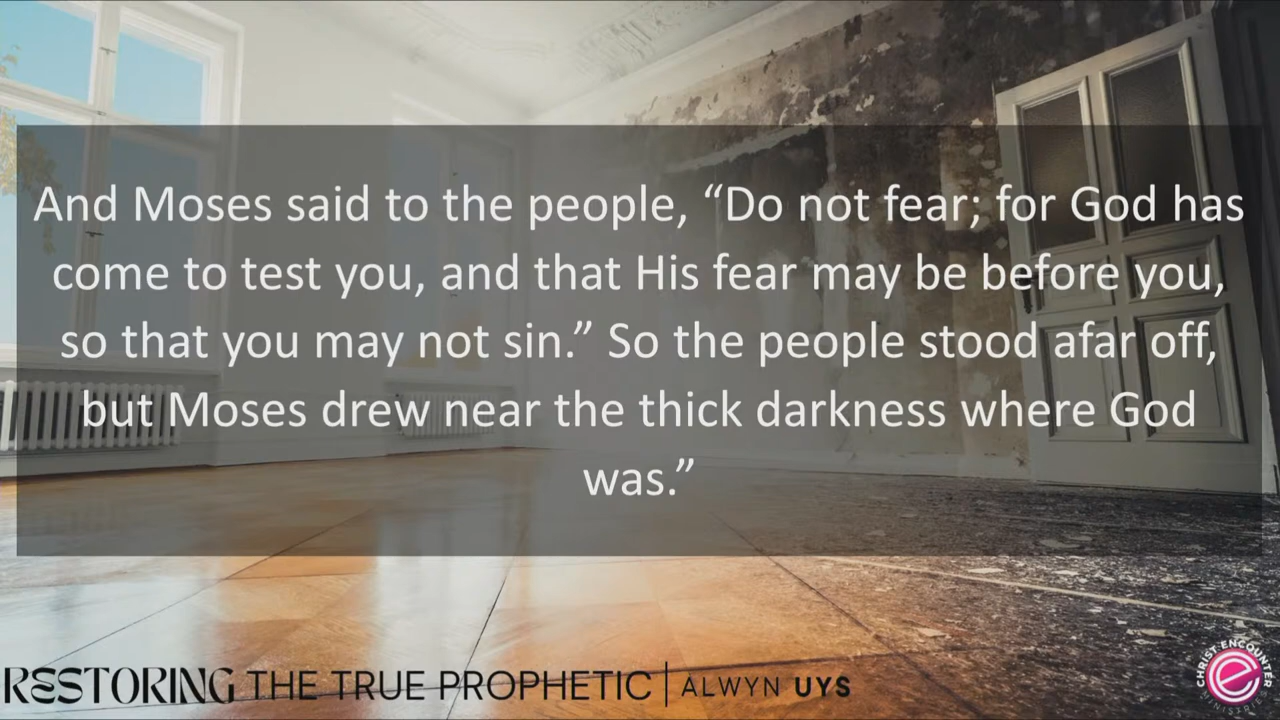 And Moses said to the people, “Do not fear; for God has
come to test you, and that His fear may be before you,
so that you may not sin.” So the people stood afar off,
but Moses drew near the thick darkness where God
was.”
RESTORING THE TRUE PROPHETIC | ALWYN UYS
CHRIST ENCOUNTER
MINISTRIES